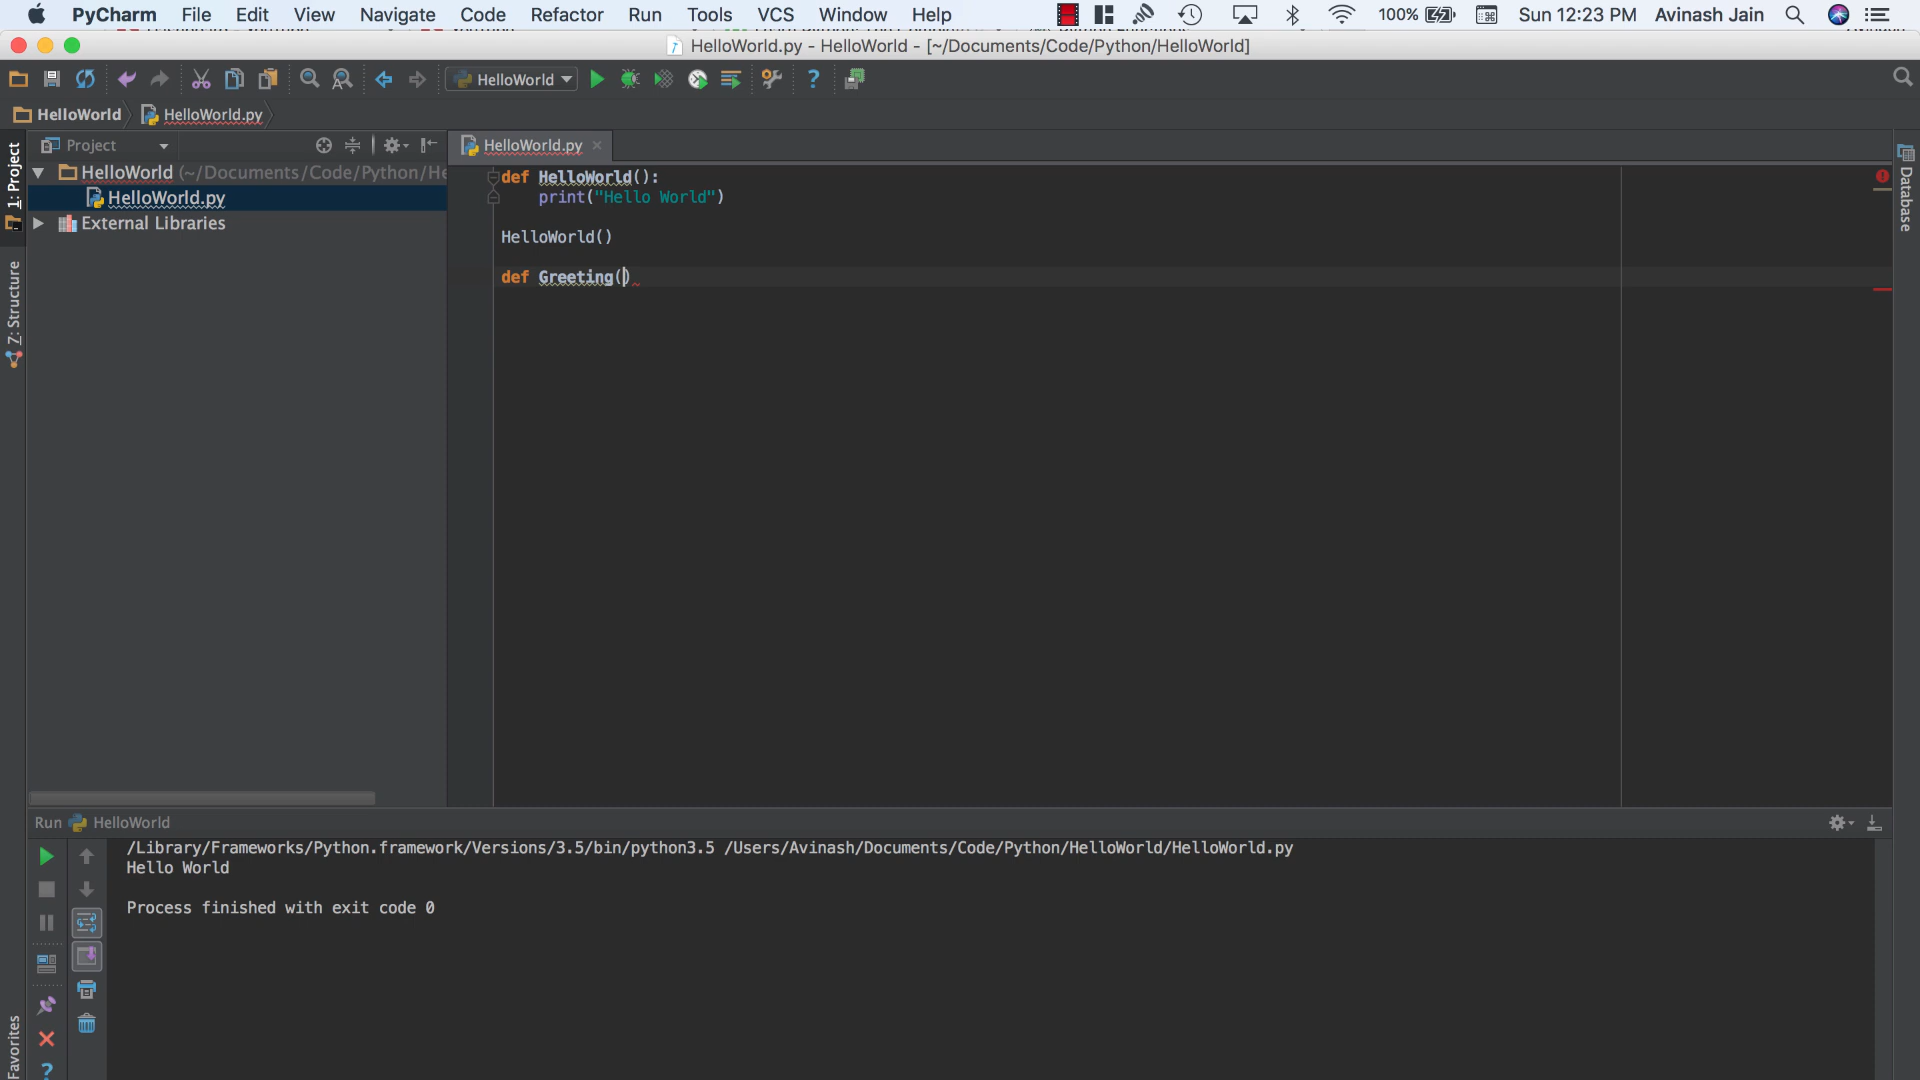 PyCharm File Edit View Navigate Code Refactor Run Tools VCS Window Help 100% Sun 12:23 PM Avinash Jain
HelloWorld.py - HelloWorld - [~/Documents/Code/Python/HelloWorld]
HelloWorld
HelloWorld HelloWorld.py
1: Project
Z: Structure
Favorites
Project
HelloWorld (~/Documents/Code/Python/He
HelloWorld.py
External Libraries
HelloWorld.py
def HelloWorld():
print("Hello World")
HelloWorld()
def Greeting()
Database
Run HelloWorld
/Library/Frameworks/Python.framework/Versions/3.5/bin/python3.5 /Users/Avinash/Documents/Code/Python/HelloWorld/HelloWorld.py
Hello World
Process finished with exit code 0